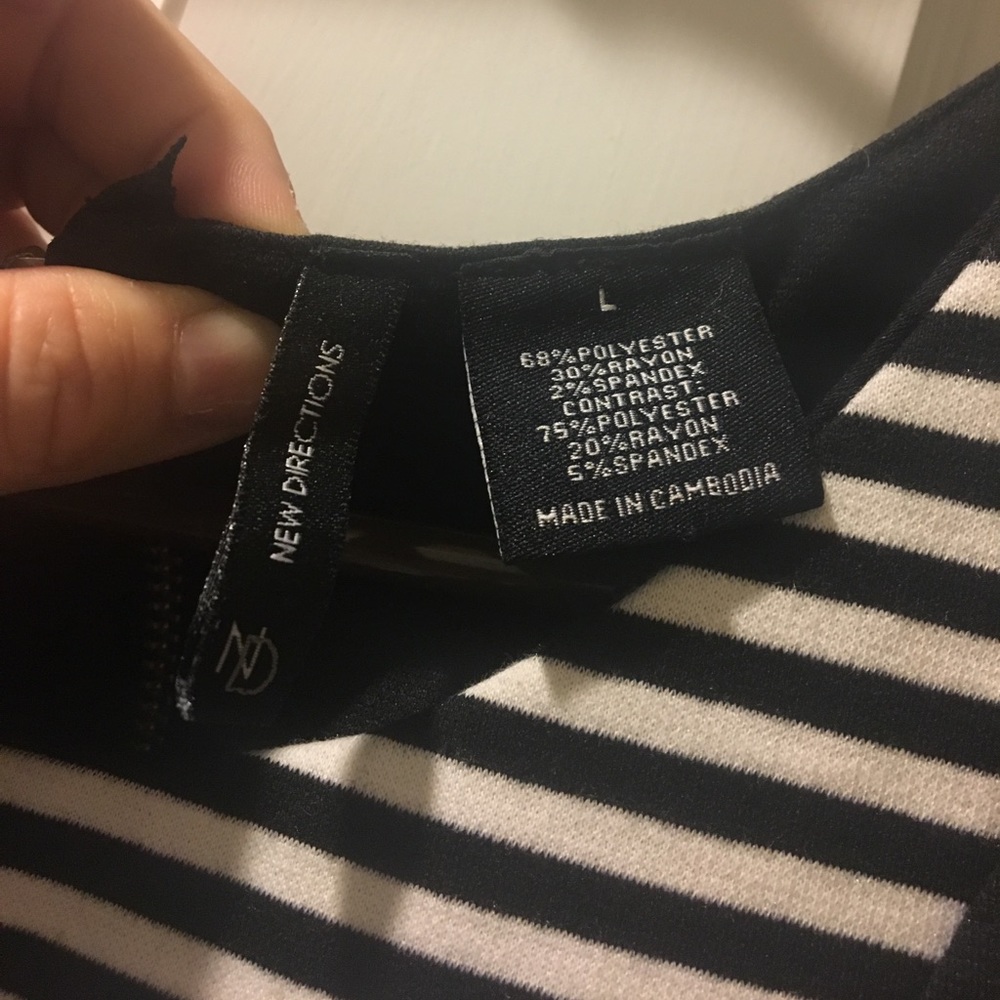 NEW DIRECTIONS
ND
L
68%POLYESTER
30%RAYON
2%SPANDEX
CONTRAST:
75%POLYESTER
20%RAYON
5%SPANDEX
MADE IN CAMBODIA